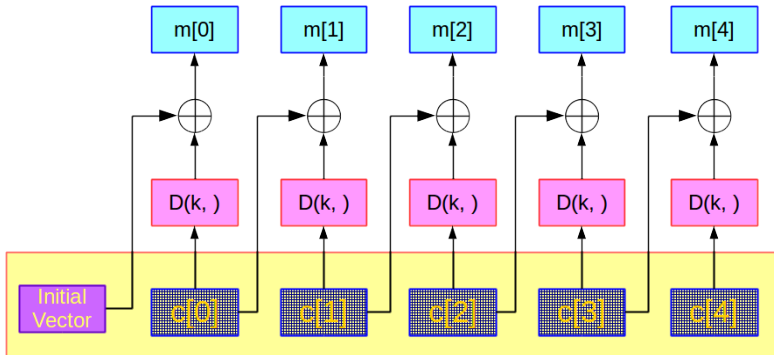 m[0]
m[1]
m[2]
m[3]
m[4]
D(k, )
D(k, )
D(k, )
D(k, )
D(k, )
Initial
Vector
c[0]
c[1]
c[2]
c[3]
c[4]